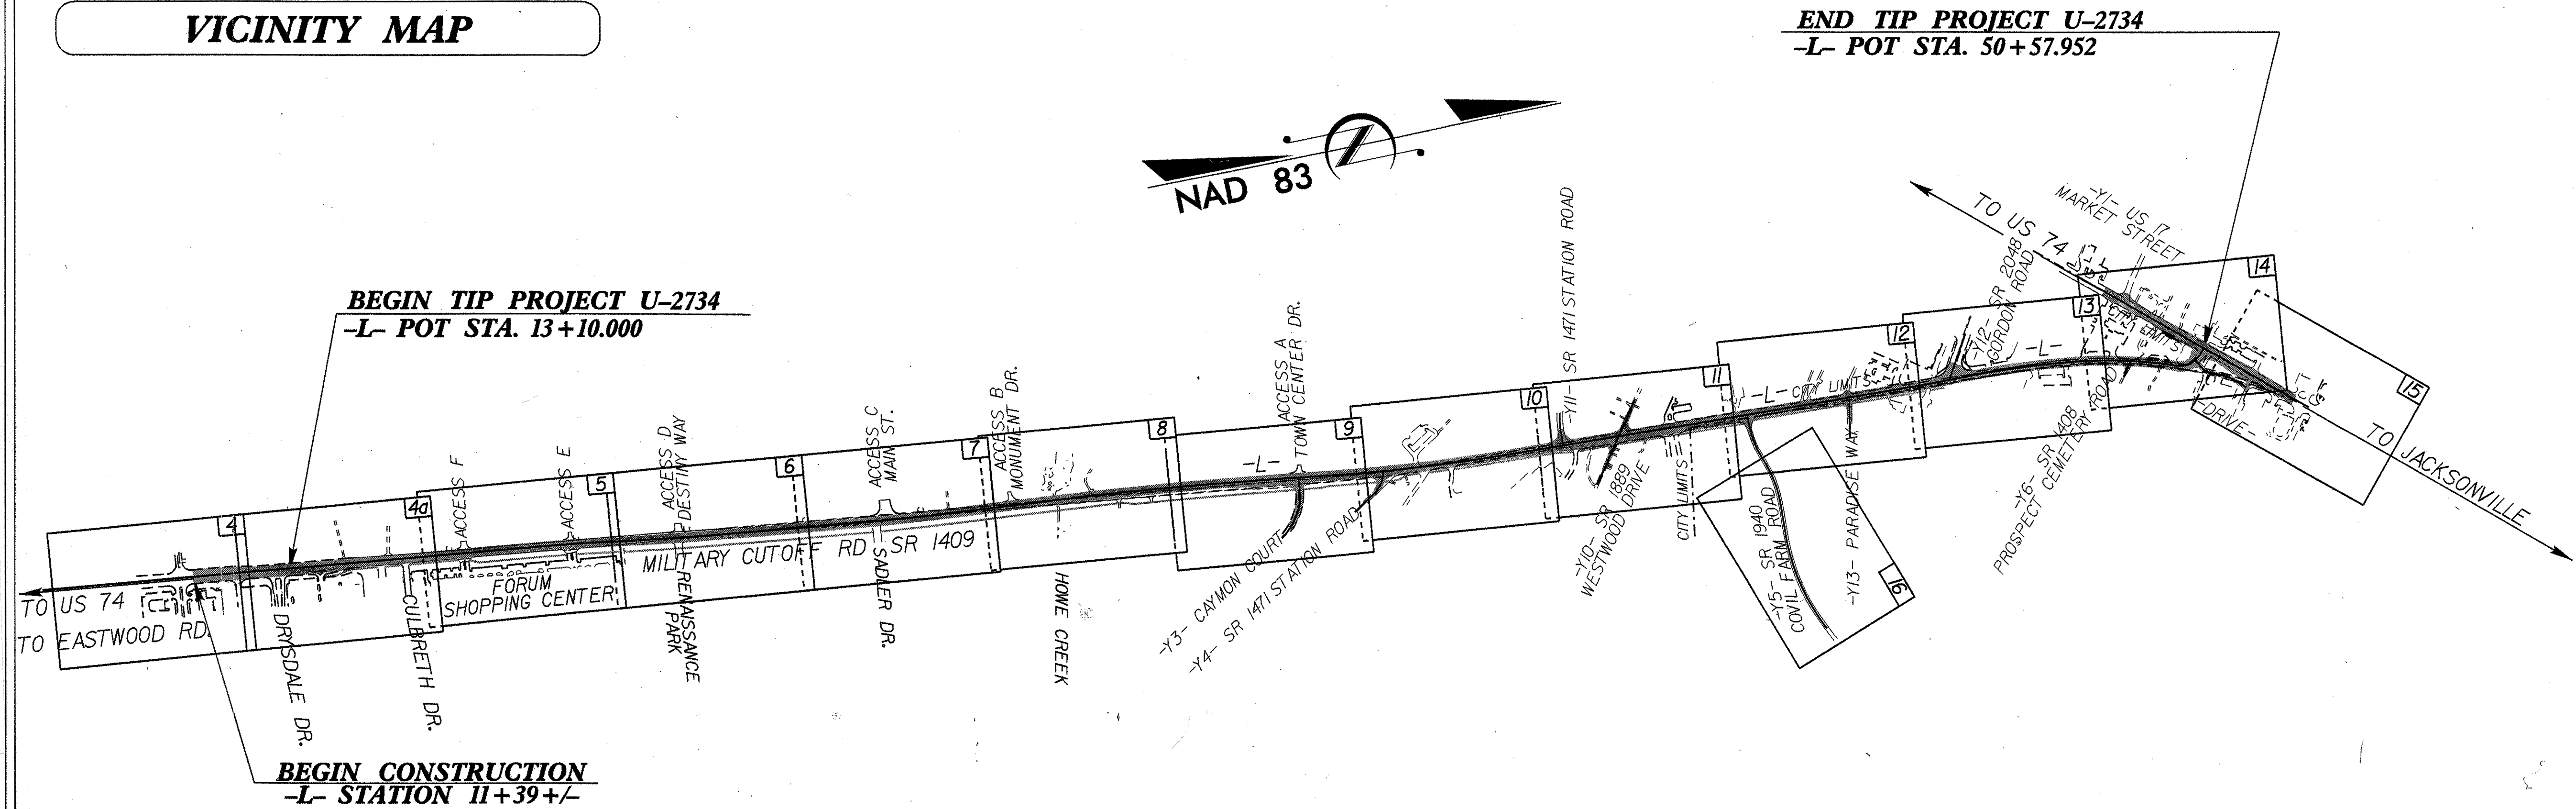 VICINITY MAP
END TIP PROJECT U-2734
-L- POT STA. 50+57.952
NAD 83
BEGIN TIP PROJECT U-2734
-L- POT STA. 13+10.000
TO US 74
-Y1- US 17
MARKET STREET
-Y12- SR 2048
GORDON ROAD
CITY LIMITS
14
13
15
12
11
10
9
8
7
6
5
4a
4
16
-Y11- SR 1471 STATION ROAD
ACCESS A
TOWN CENTER DR.
ACCESS B
MONUMENT DR.
ACCESS C
MAIN ST.
ACCESS D
DESTINY WAY
ACCESS E
ACCESS F
-L-
-L-
-L-
CITY LIMITS
MILITARY CUTOFF RD SR 1409
FORUM
SHOPPING CENTER
TO US 74
TO EASTWOOD RD.
DRYSDALE DR.
CULBRETH DR.
RENAISSANCE
PARK
SADLER DR.
HOWE CREEK
-Y3- CAYMON COURT
-Y4- SR 1471 STATION ROAD
-Y10- SR 1889
WESTWOOD DRIVE
CITY LIMITS
-Y5- SR 1940
COVIL FARM ROAD
-Y13- PARADISE WAY
-Y6- SR 1408
PROSPECT CEMETERY ROAD
-DRIVE-
TO JACKSONVILLE
BEGIN CONSTRUCTION
-L- STATION 11+39+/-